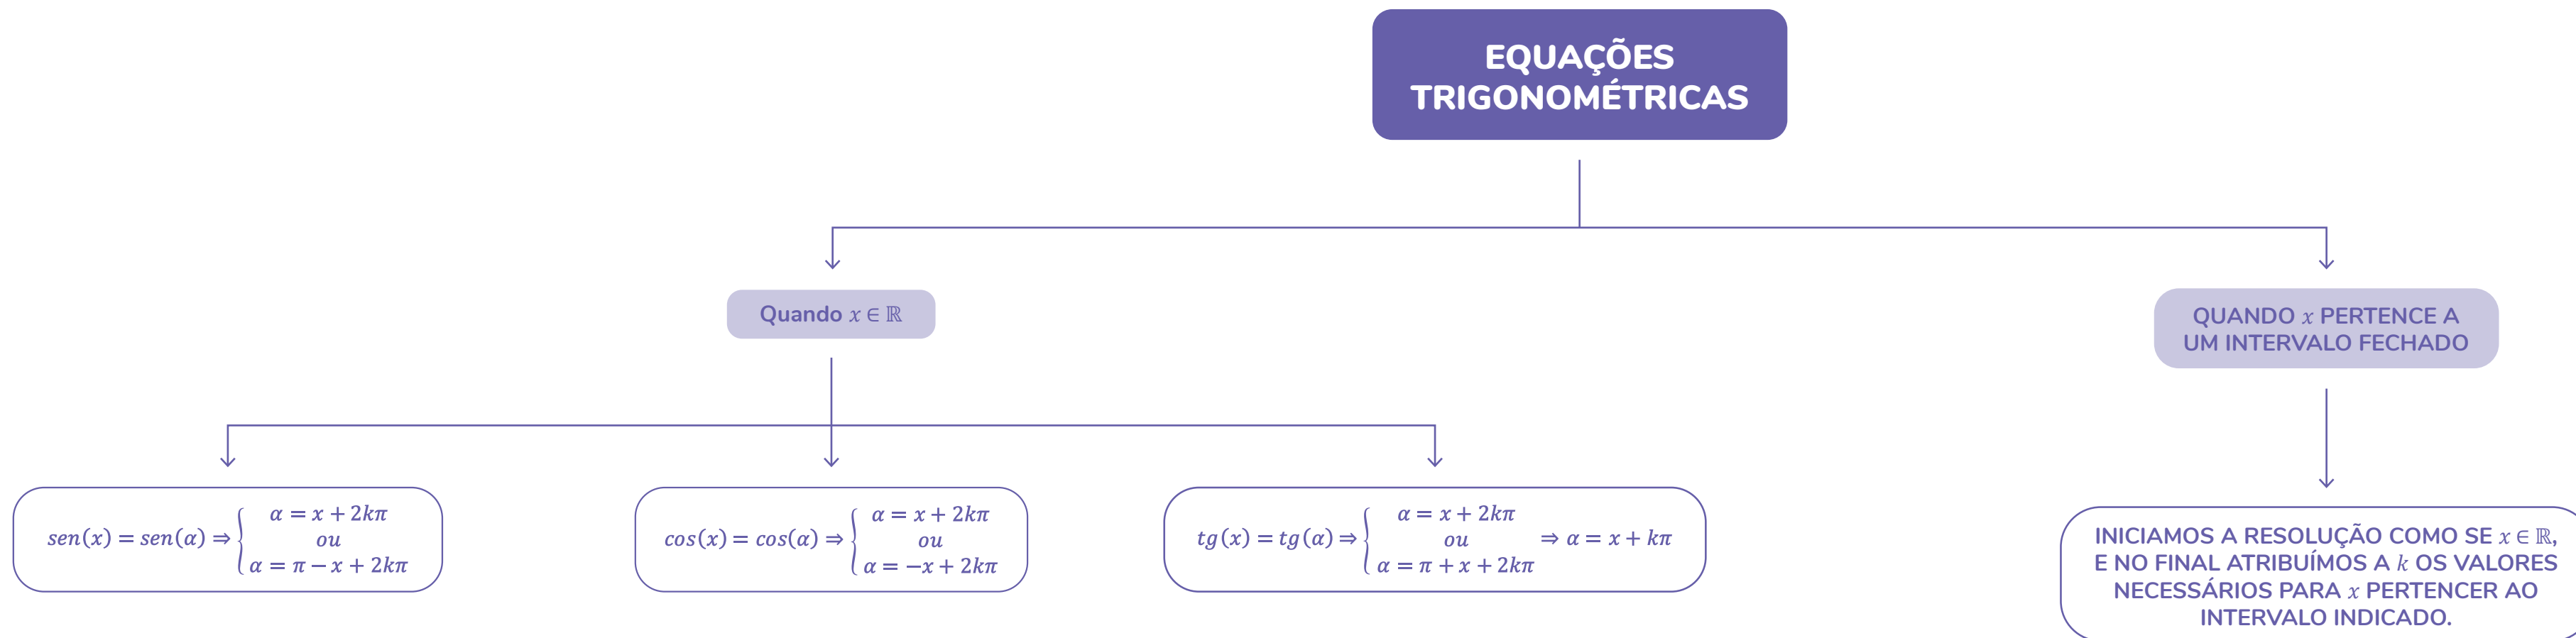 EQUAÇÕES
TRIGONOMÉTRICAS
Quando x ∈ ℝ
QUANDO x PERTENCE A
UM INTERVALO FECHADO
sen(x) = sen(α) ⇒ { α = x + 2kπ
ou
α = π − x + 2kπ
cos(x) = cos(α) ⇒ { α = x + 2kπ
ou
α = −x + 2kπ
tg(x) = tg(α) ⇒ { α = x + 2kπ
ou
α = π + x + 2kπ
⇒ α = x + kπ
INICIAMOS A RESOLUÇÃO COMO SE x ∈ ℝ,
E NO FINAL ATRIBUÍMOS A k OS VALORES
NECESSÁRIOS PARA x PERTENCER AO
INTERVALO INDICADO.